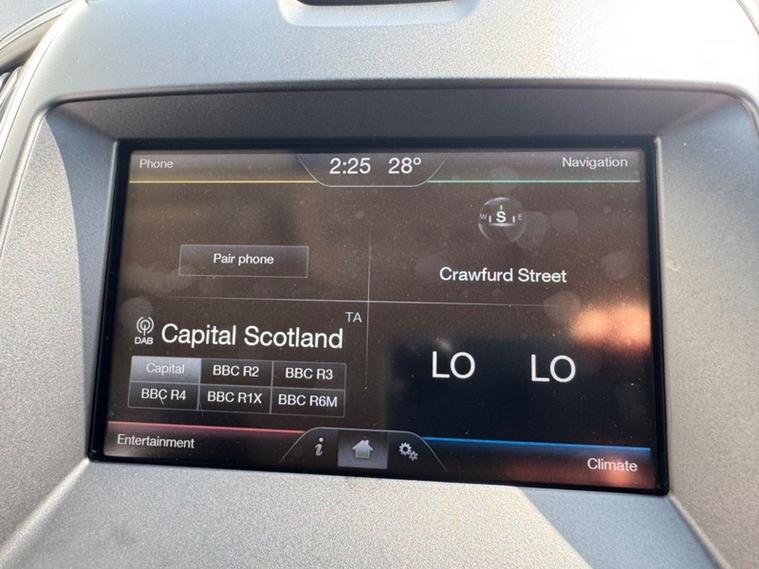 Phone
2:25 28°
Navigation
W S E
Pair phone
Crawfurd Street
TA
DAB
Capital Scotland
Capital BBC R2 BBC R3
BBC R4 BBC R1X BBC R6M
LO LO
Entertainment
i
Climate